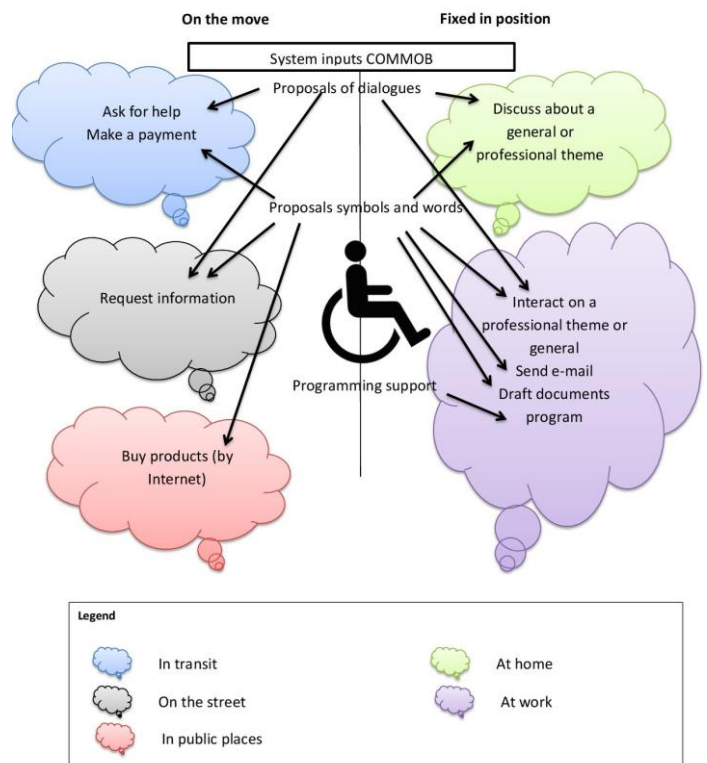 On the move
Fixed in position
System inputs COMMOB
Proposals of dialogues
Ask for help
Make a payment
Discuss about a
general or
professional theme
Proposals symbols and words
Request information
Interact on a
professional theme or
general
Send e-mail
Draft documents
program
Programming support
Buy products (by
Internet)
Legend
In transit
At home
On the street
At work
In public places